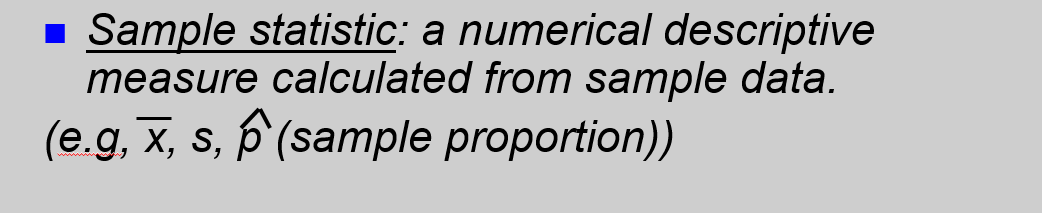 ■ Sample statistic: a numerical descriptive
measure calculated from sample data.
(e.g, x̅, s, p̂ (sample proportion))